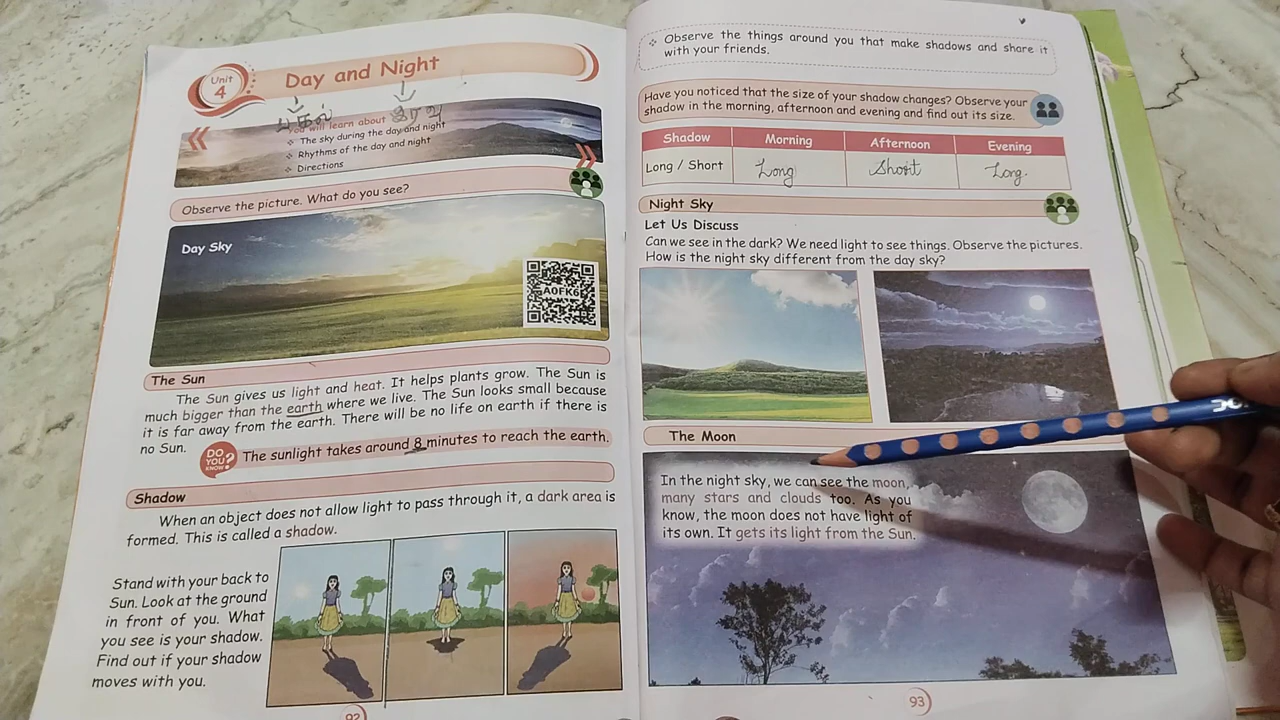 Unit
4
Day and Night
பகல்
இரவு
You will learn about
❖ The sky during the day and night
❖ Rhythms of the day and night
❖ Directions
Observe the picture. What do you see?
Day Sky
A0FK6
The Sun
The Sun gives us light and heat. It helps plants grow. The Sun is
much bigger than the earth where we live. The Sun looks small because
it is far away from the earth. There will be no life on earth if there is
no Sun.
DO YOU KNOW?
The sunlight takes around 8 minutes to reach the earth.
Shadow
When an object does not allow light to pass through it, a dark area is
formed. This is called a shadow.
Stand with your back to
Sun. Look at the ground
in front of you. What
you see is your shadow.
Find out if your shadow
moves with you.
92
❖ Observe the things around you that make shadows and share it
with your friends.
Have you noticed that the size of your shadow changes? Observe your
shadow in the morning, afternoon and evening and find out its size.
Shadow Morning Afternoon Evening
Long / Short Long Short Long
Night Sky
Let Us Discuss
Can we see in the dark? We need light to see things. Observe the pictures.
How is the night sky different from the day sky?
The Moon
In the night sky, we can see the moon,
many stars and clouds too. As you
know, the moon does not have light of
its own. It gets its light from the Sun.
93